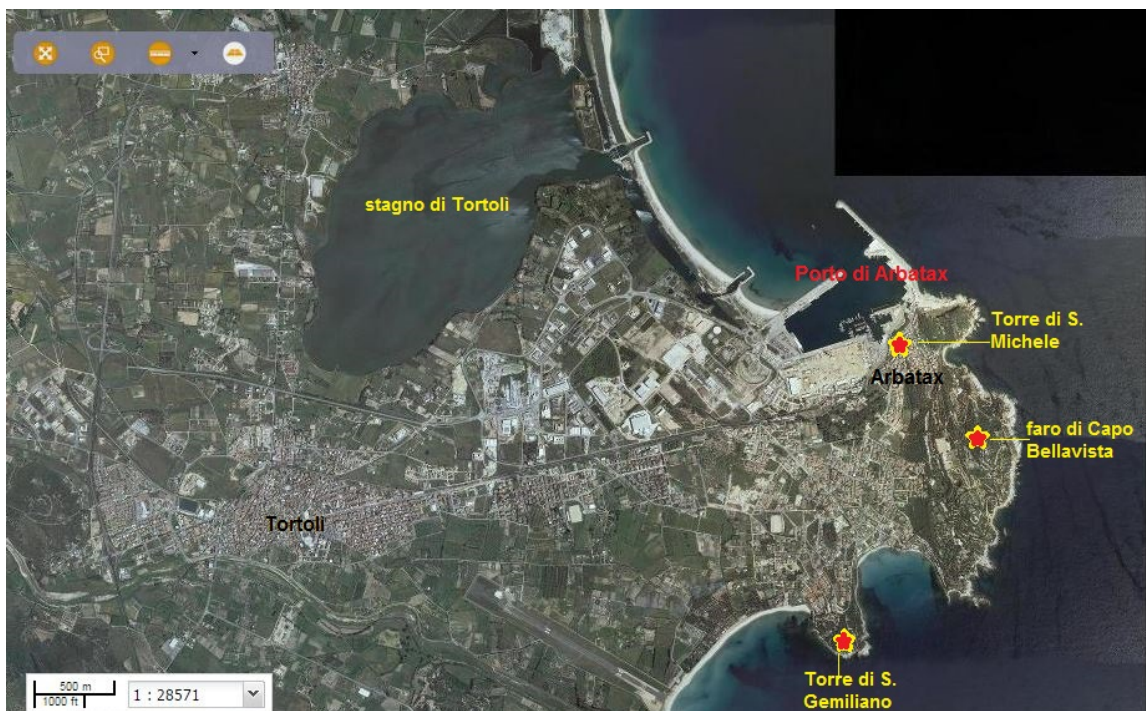 stagno di Tortolì
Porto di Arbatax
Torre di S.
Michele
Arbatax
faro di Capo
Bellavista
Tortolì
Torre di S.
Gemiliano
500 m
1000 ft
1 : 28571